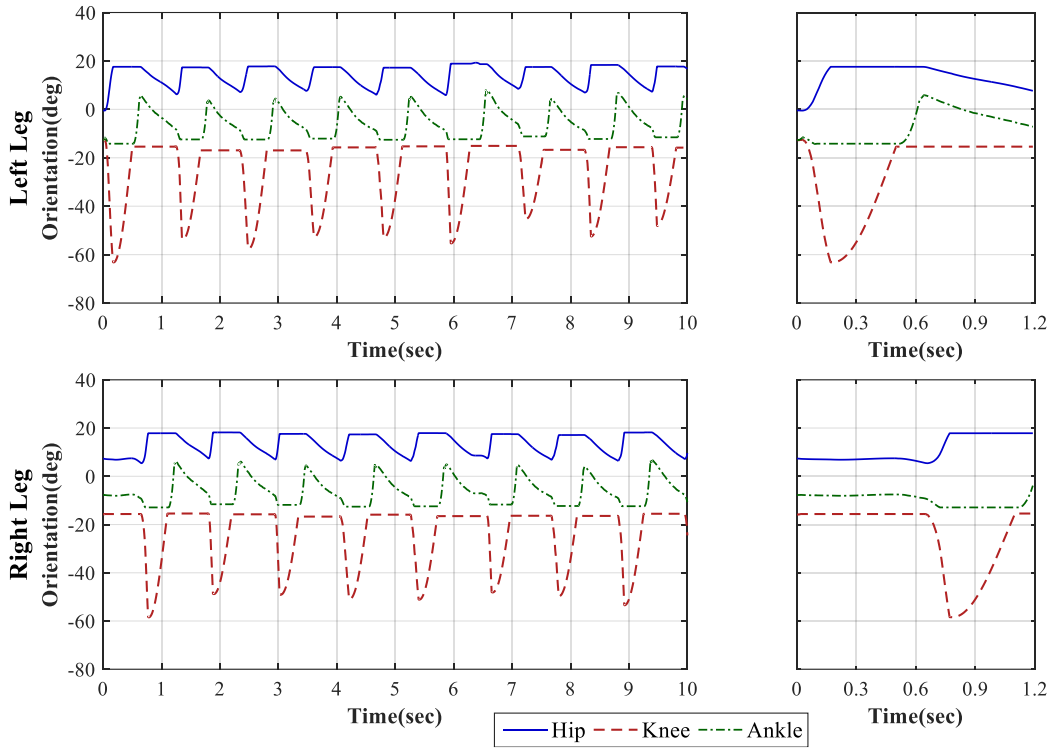 40
20
0
-20
-40
-60
-80
Left Leg
Orientation(deg)
0 1 2 3 4 5 6 7 8 9 10
Time(sec)
0 0.3 0.6 0.9 1.2
Time(sec)
40
20
0
-20
-40
-60
-80
Right Leg
Orientation(deg)
0 1 2 3 4 5 6 7 8 9 10
Time(sec)
0 0.3 0.6 0.9 1.2
Time(sec)
Hip Knee Ankle